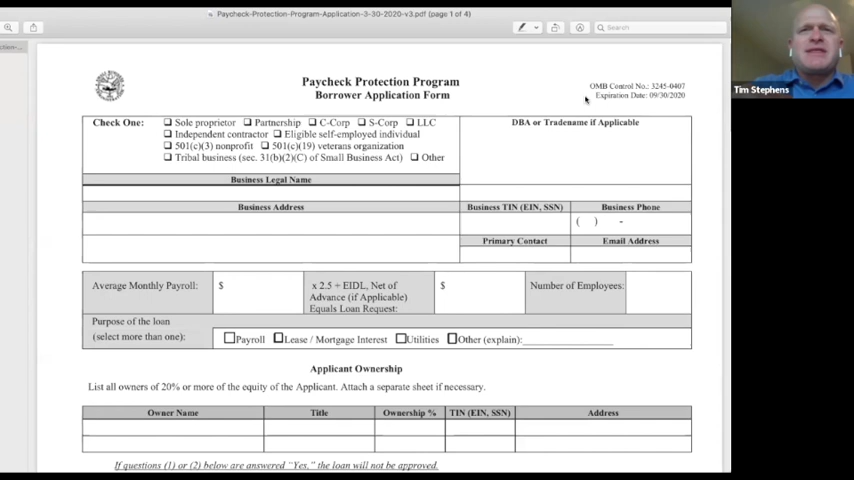 Paycheck-Protection-Program-Application-3-30-2020-v3.pdf (page 1 of 4)
Search
Tim Stephens
Paycheck Protection Program
Borrower Application Form
OMB Control No.: 3245-0407
Expiration Date: 09/30/2020
Check One: ☐ Sole proprietor ☐ Partnership ☐ C-Corp ☐ S-Corp ☐ LLC
☐ Independent contractor ☐ Eligible self-employed individual
☐ 501(c)(3) nonprofit ☐ 501(c)(19) veterans organization
☐ Tribal business (sec. 31(b)(2)(C) of Small Business Act) ☐ Other
DBA or Tradename if Applicable
Business Legal Name
Business Address
Business TIN (EIN, SSN)
Business Phone
( ) -
Primary Contact
Email Address
Average Monthly Payroll:
$
x 2.5 + EIDL, Net of
Advance (if Applicable)
Equals Loan Request:
$
Number of Employees:
Purpose of the loan
(select more than one):
☐ Payroll ☐ Lease / Mortgage Interest ☐ Utilities ☐ Other (explain):____________________
Applicant Ownership
List all owners of 20% or more of the equity of the Applicant. Attach a separate sheet if necessary.
Owner Name
Title
Ownership %
TIN (EIN, SSN)
Address
If questions (1) or (2) below are answered “Yes,” the loan will not be approved.